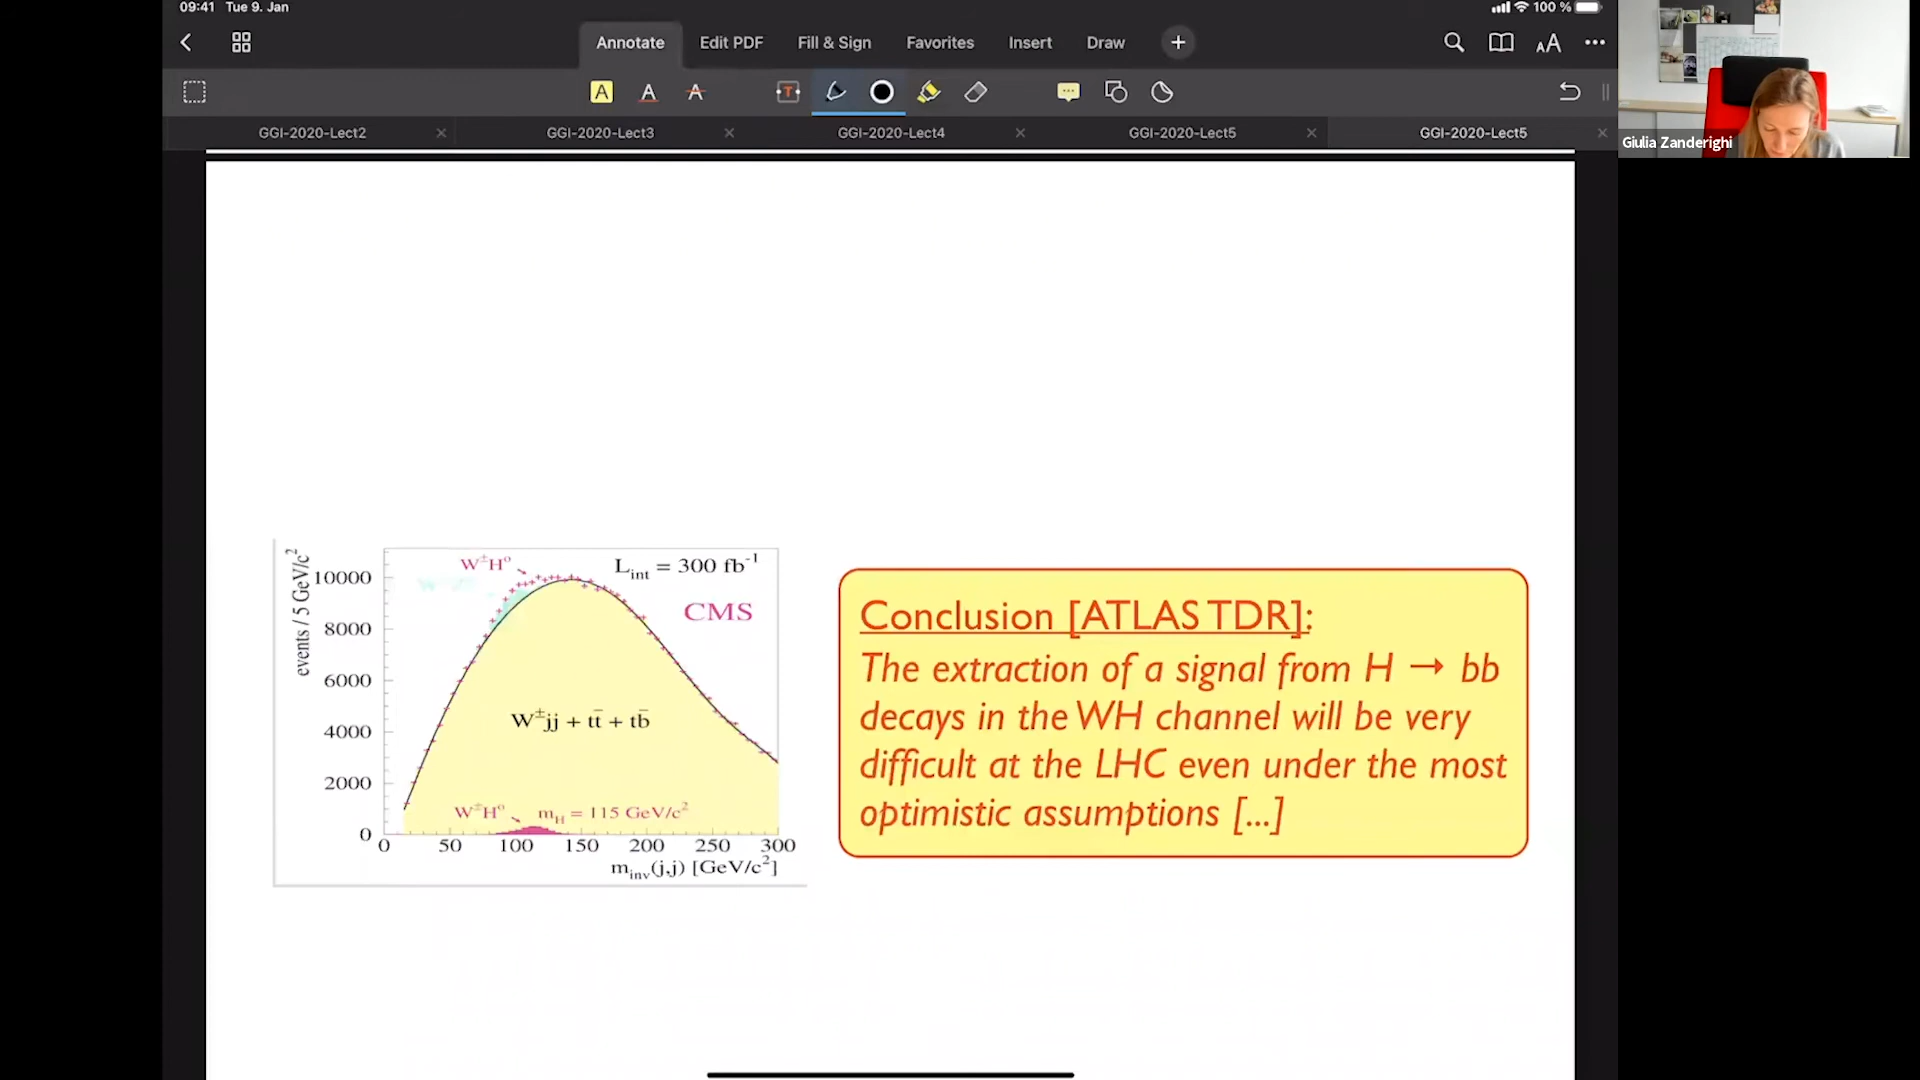 09:41 Tue 9. Jan
100 %
Annotate Edit PDF Fill & Sign Favorites Insert Draw
GGI-2020-Lect2 GGI-2020-Lect3 GGI-2020-Lect4 GGI-2020-Lect5 GGI-2020-Lect5
Giulia Zanderighi
events / 5 GeV/c²
10000
8000
6000
4000
2000
0
W±H⁰
L_int = 300 fb⁻¹
CMS
W±jj + tt̄ + tb̄
W±H⁰ m_H = 115 GeV/c²
0 50 100 150 200 250 300
m_inv(j,j) [GeV/c²]
Conclusion [ATLAS TDR]:
The extraction of a signal from H → bb
decays in the WH channel will be very
difficult at the LHC even under the most
optimistic assumptions [...]